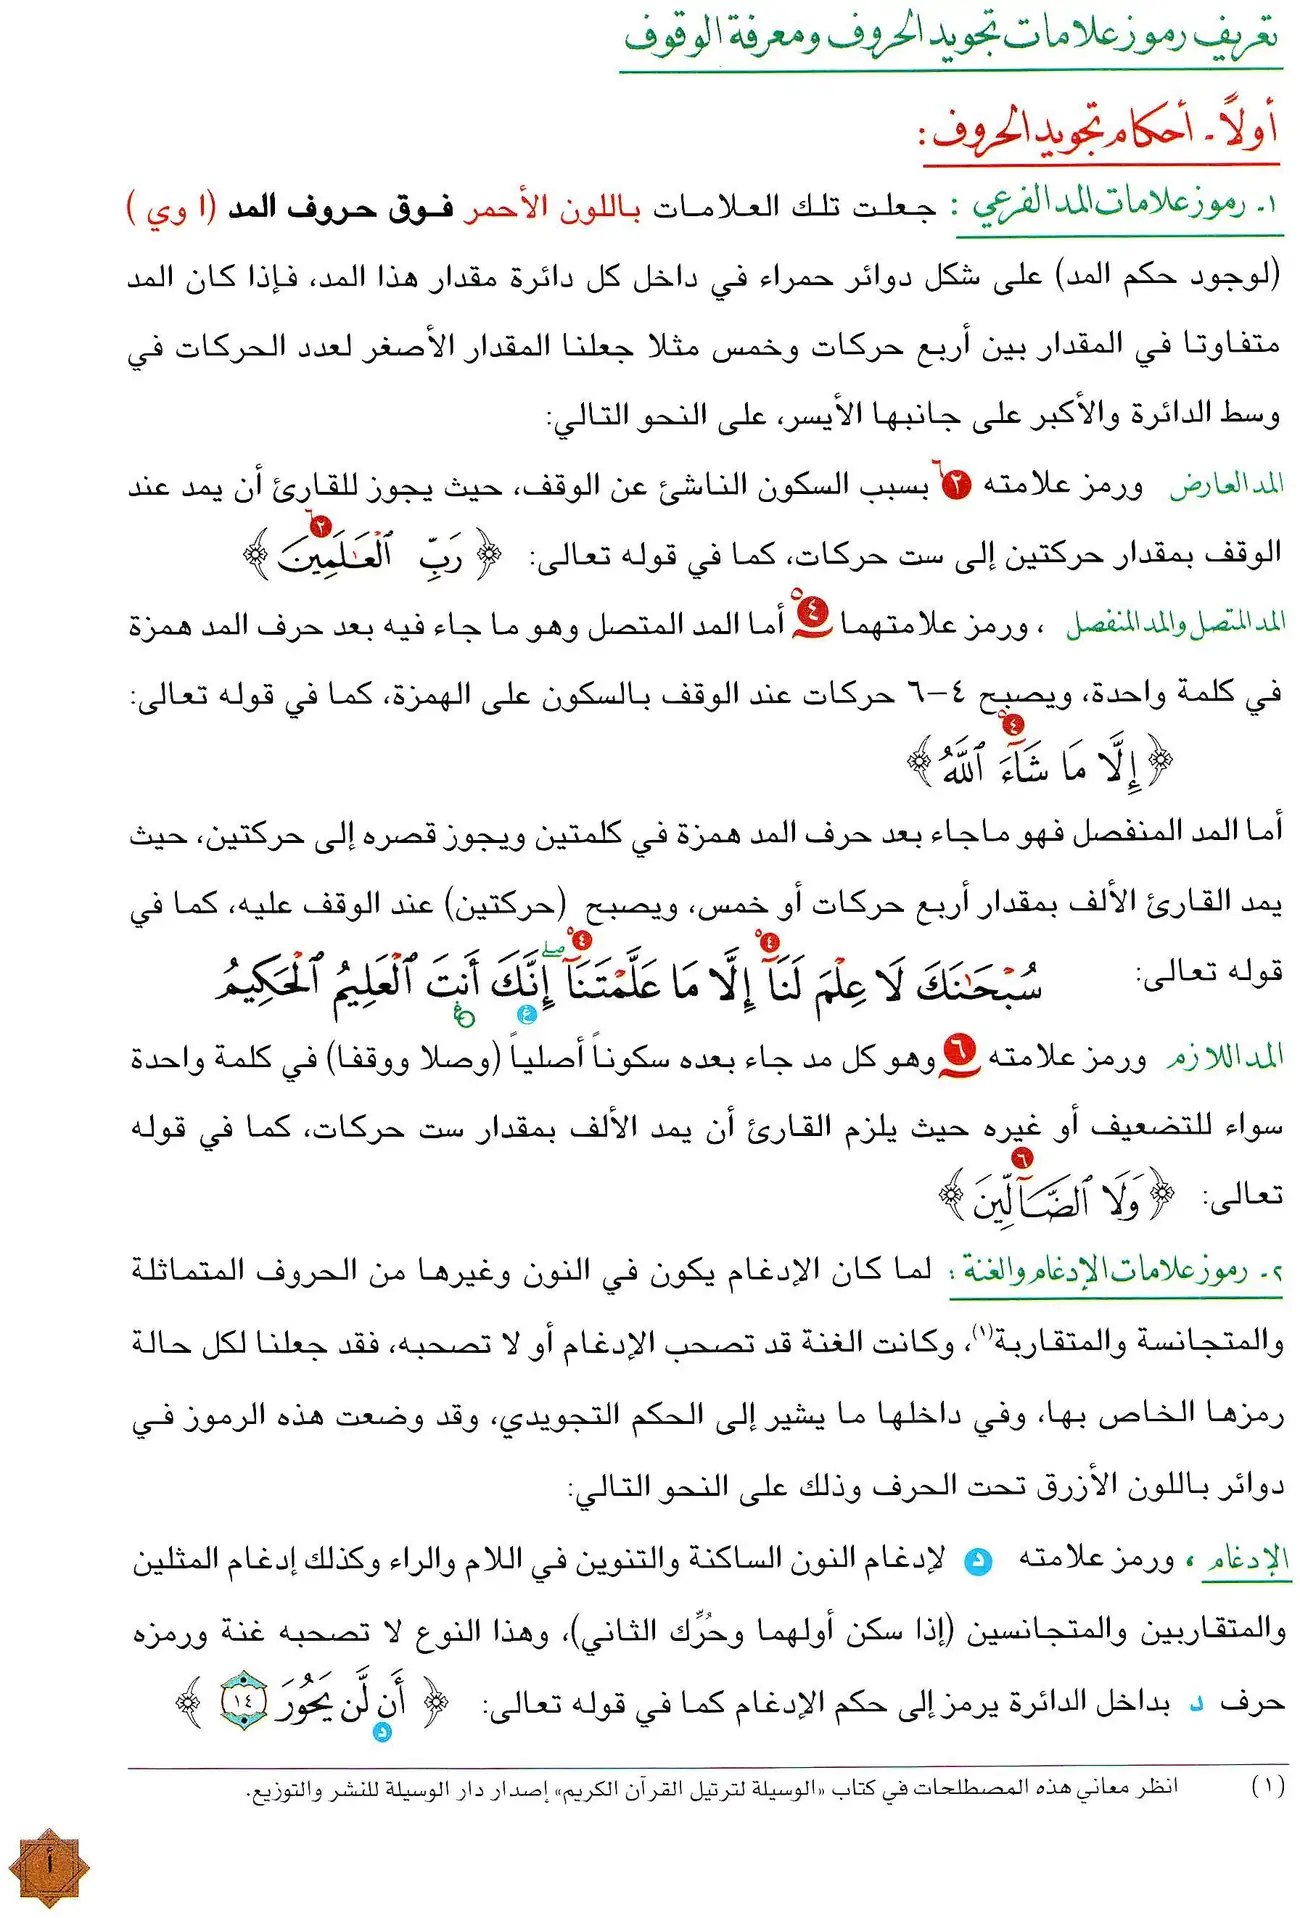 تعريف رموز علامات تجويد الحروف ومعرفة الوقوف
أولاً - أحكام تجويد الحروف :
١- رموز علامات المد الفرعي : جعلت تلك العلامات باللون الأحمر فوق حروف المد (ا وي )
(لوجود حكم المد) على شكل دوائر حمراء في داخل كل دائرة مقدار هذا المد، فإذا كان المد
متفاوتا في المقدار بين أربع حركات وخمس مثلا جعلنا المقدار الأصغر لعدد الحركات في
وسط الدائرة والأكبر على جانبها الأيسر، على النحو التالي:
المد العارض ورمز علامته ٢ ٦ بسبب السكون الناشئ عن الوقف، حيث يجوز للقارئ أن يمد عند
الوقف بمقدار حركتين إلى ست حركات، كما في قوله تعالى: ﴿ رَبِّ ٱلْعَـٰلَمِينَ ﴾
٢ ٦
المد المتصل والمد المنفصل ، ورمز علامتهما ٤ ٥ أما المد المتصل وهو ما جاء فيه بعد حرف المد همزة
في كلمة واحدة، ويصبح ٤-٦ حركات عند الوقف بالسكون على الهمزة، كما في قوله تعالى:
٤ ٥
﴿ إِلَّا مَا شَآءَ ٱللَّهُ ﴾
أما المد المنفصل فهو ماجاء بعد حرف المد همزة في كلمتين ويجوز قصره إلى حركتين، حيث
يمد القارئ الألف بمقدار أربع حركات أو خمس، ويصبح (حركتين) عند الوقف عليه، كما في
٤ ٥ ٤ ٥
قوله تعالى: سُبْحَـٰنَكَ لَا عِلْمَ لَنَآ إِلَّا مَا عَلَّمْتَنَآ ۖ إِنَّكَ أَنتَ ٱلْعَلِيمُ ٱلْحَكِيمُ
غ
المد اللازم ورمز علامته ٦ وهو كل مد جاء بعده سكوناً أصلياً (وصلا ووقفا) في كلمة واحدة
سواء للتضعيف أو غيره حيث يلزم القارئ أن يمد الألف بمقدار ست حركات، كما في قوله
٦
تعالى: ﴿ وَلَا ٱلضَّآلِّينَ ﴾
٢- رموز علامات الإدغام والغنة : لما كان الإدغام يكون في النون وغيرها من الحروف المتماثلة
والمتجانسة والمتقاربة(١)، وكانت الغنة قد تصحب الإدغام أو لا تصحبه، فقد جعلنا لكل حالة
رمزها الخاص بها، وفي داخلها ما يشير إلى الحكم التجويدي، وقد وضعت هذه الرموز في
دوائر باللون الأزرق تحت الحرف وذلك على النحو التالي:
الإدغام ، ورمز علامته د لإدغام النون الساكنة والتنوين في اللام والراء وكذلك إدغام المثلين
والمتقاربين والمتجانسين (إذا سكن أولهما وحُرِّك الثاني)، وهذا النوع لا تصحبه غنة ورمزه
حرف د بداخل الدائرة يرمز إلى حكم الإدغام كما في قوله تعالى: ﴿ أَن لَّن يَحُورَ ١٤ ﴾
د
(١) انظر معاني هذه المصطلحات في كتاب «الوسيلة لترتيل القرآن الكريم» إصدار دار الوسيلة للنشر والتوزيع.
أ